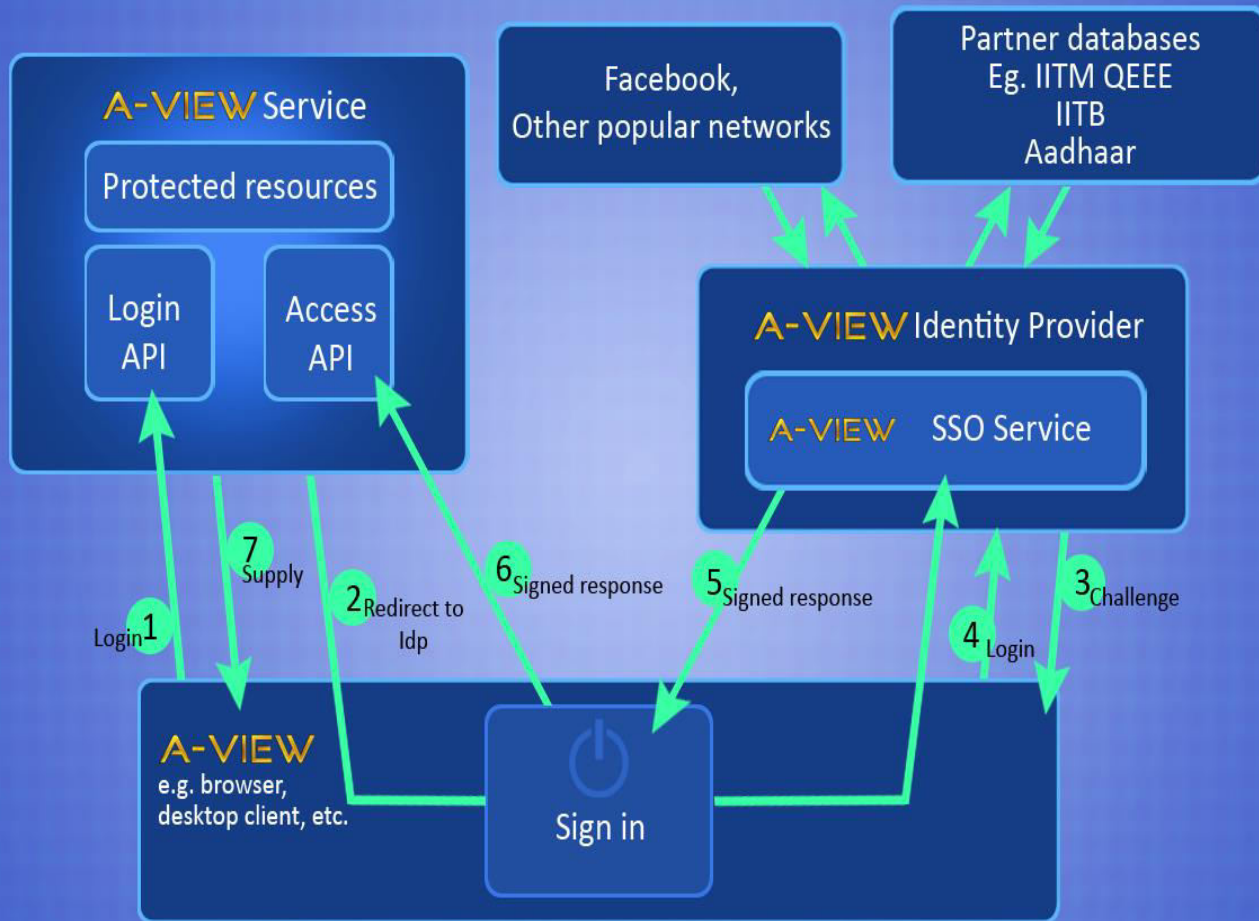 A-VIEW Service
Protected resources
Login
API
Access
API
Facebook,
Other popular networks
Partner databases
Eg. IITM QEEE
IITB
Aadhaar
A-VIEW Identity Provider
A-VIEW SSO Service
1
Login
7
Supply
2
Redirect to
Idp
6
Signed response
5
Signed response
4
Login
3
Challenge
A-VIEW
e.g. browser,
desktop client, etc.
Sign in